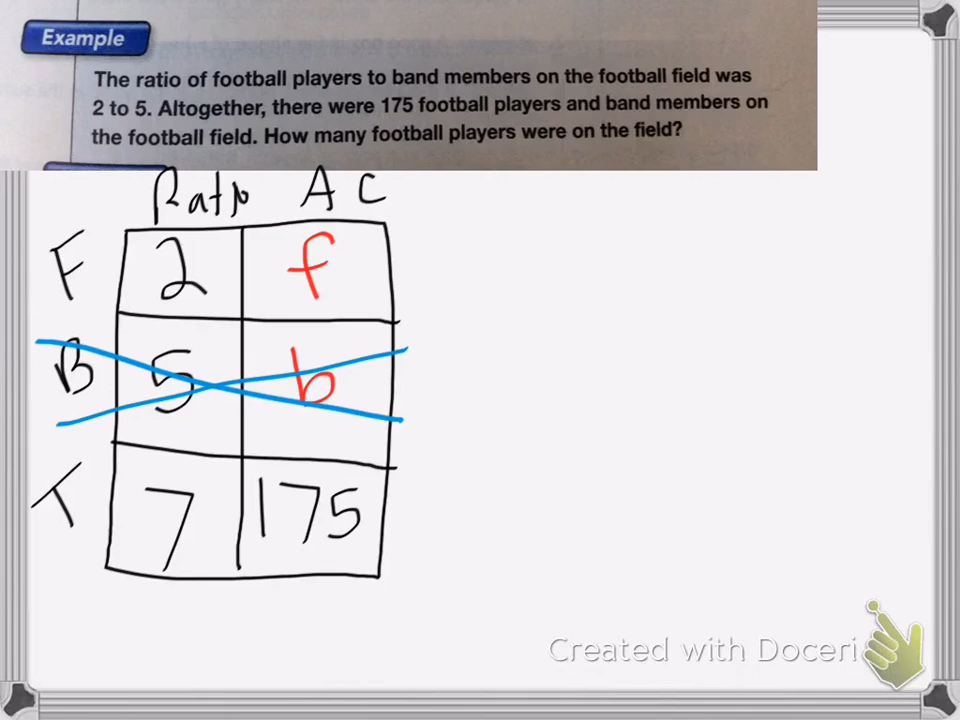 Example
The ratio of football players to band members on the football field was
2 to 5. Altogether, there were 175 football players and band members on
the football field. How many football players were on the field?
Ratio A C
F 2 f
B 5 b
T 7 175
Created with Doceri